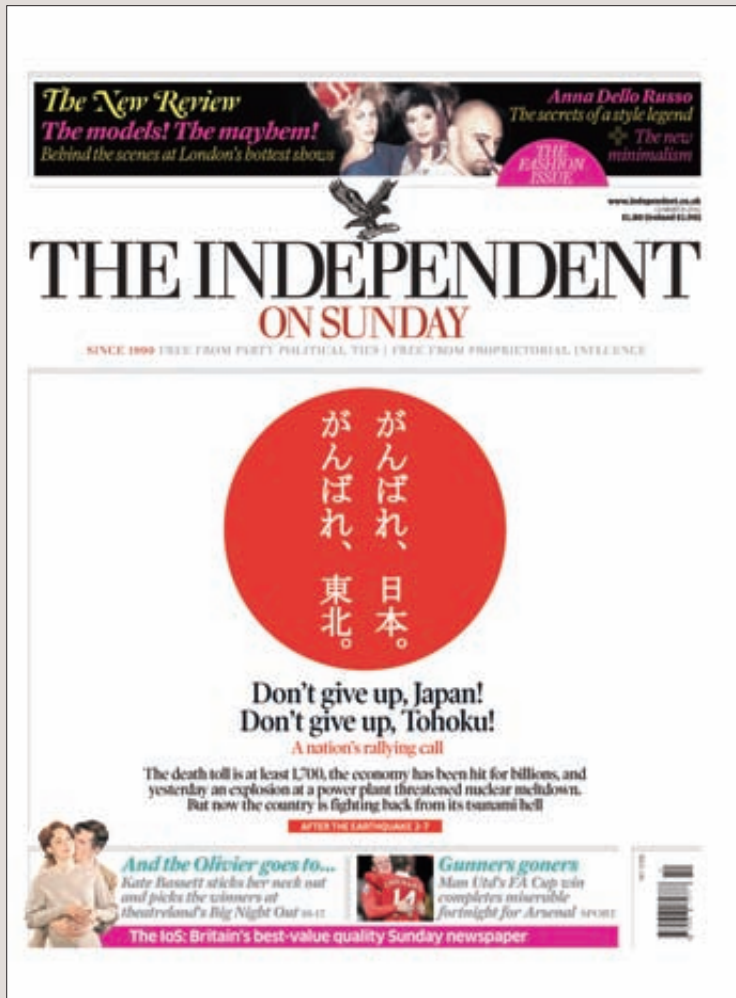 The New Review
The models! The mayhem!
Behind the scenes at London's hottest shows
THE
FASHION
ISSUE
Anna Dello Russo
The secrets of a style legend
The new
minimalism
www.independent.co.uk
THE INDEPENDENT
ON SUNDAY
SINCE 1990 FREE FROM PARTY POLITICAL TIES | FREE FROM PROPRIETORIAL INFLUENCE
がんばれ、日本。
がんばれ、東北。
Don't give up, Japan!
Don't give up, Tohoku!
A nation's rallying call
The death toll is at least 1,700, the economy has been hit for billions, and
yesterday an explosion at a power plant threatened nuclear meltdown.
But now the country is fighting back from its tsunami hell
AFTER THE EARTHQUAKE 2-7
And the Olivier goes to...
Kate Bassett sticks her neck out
and picks the winners at
theatreland's Big Night Out
Gunners goners
Man Utd's FA Cup win
completes miserable
fortnight for Arsenal SPORT
14
The IoS: Britain's best-value quality Sunday newspaper